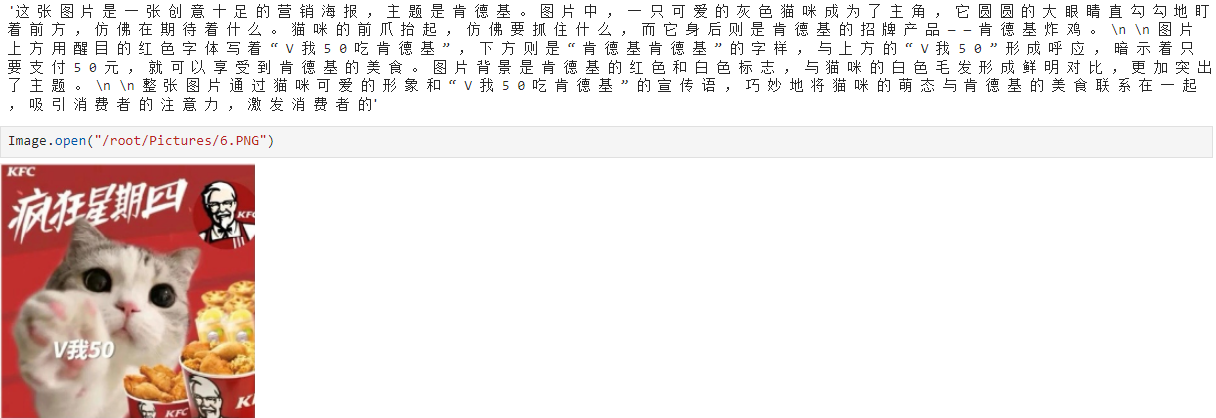 '这张图片是一张创意十足的营销海报，主题是肯德基。图片中，一只可爱的灰色猫咪成为了主角，它圆圆的大眼睛直勾勾地盯
着前方，仿佛在期待着什么。猫咪的前爪抬起，仿佛要抓住什么，而它身后则是肯德基的招牌产品——肯德基炸鸡。\n\n图片
上方用醒目的红色字体写着“V我50吃肯德基”，下方则是“肯德基肯德基”的字样，与上方的“V我50”形成呼应，暗示着只
要支付50元，就可以享受到肯德基的美食。图片背景是肯德基的红色和白色标志，与猫咪的白色毛发形成鲜明对比，更加突出
了主题。\n\n整张图片通过猫咪可爱的形象和“V我50吃肯德基”的宣传语，巧妙地将猫咪的萌态与肯德基的美食联系在一起
，吸引消费者的注意力，激发消费者的'
Image.open("/root/Pictures/6.PNG")
KFC
疯狂星期四
KFC
V我50
KFC
KFC